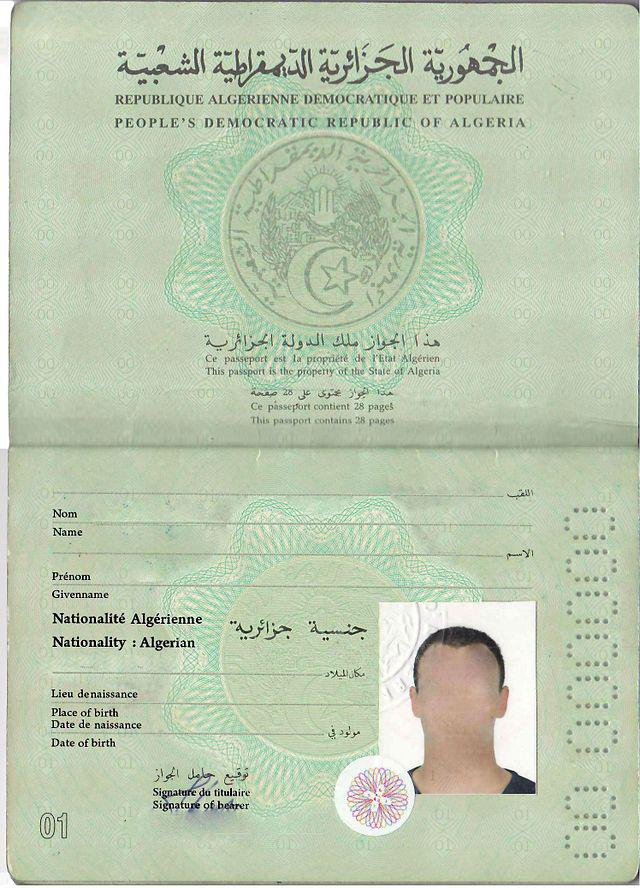 الجمهورية الجزائرية الديمقراطية الشعبية
REPUBLIQUE ALGERIENNE DEMOCRATIQUE ET POPULAIRE
PEOPLE'S DEMOCRATIC REPUBLIC OF ALGERIA
هذا الجواز ملك الدولة الجزائرية
Ce passeport est la propriété de l'Etat Algérien
This passport is the property of the State of Algeria
هذا الجواز يحتوي على 28 صفحة
Ce passeport contient 28 pages
This passport contains 28 pages
اللقب
Nom
Name
الاسم
Prénom
Givenname
Nationalité Algérienne
جنسية جزائرية
Nationality : Algerian
مكان الميلاد
Lieu de naissance
Place of birth
Date de naissance
مولود في
Date of birth
توقيع حامل الجواز
Signature du titulaire
Signature of bearer
01